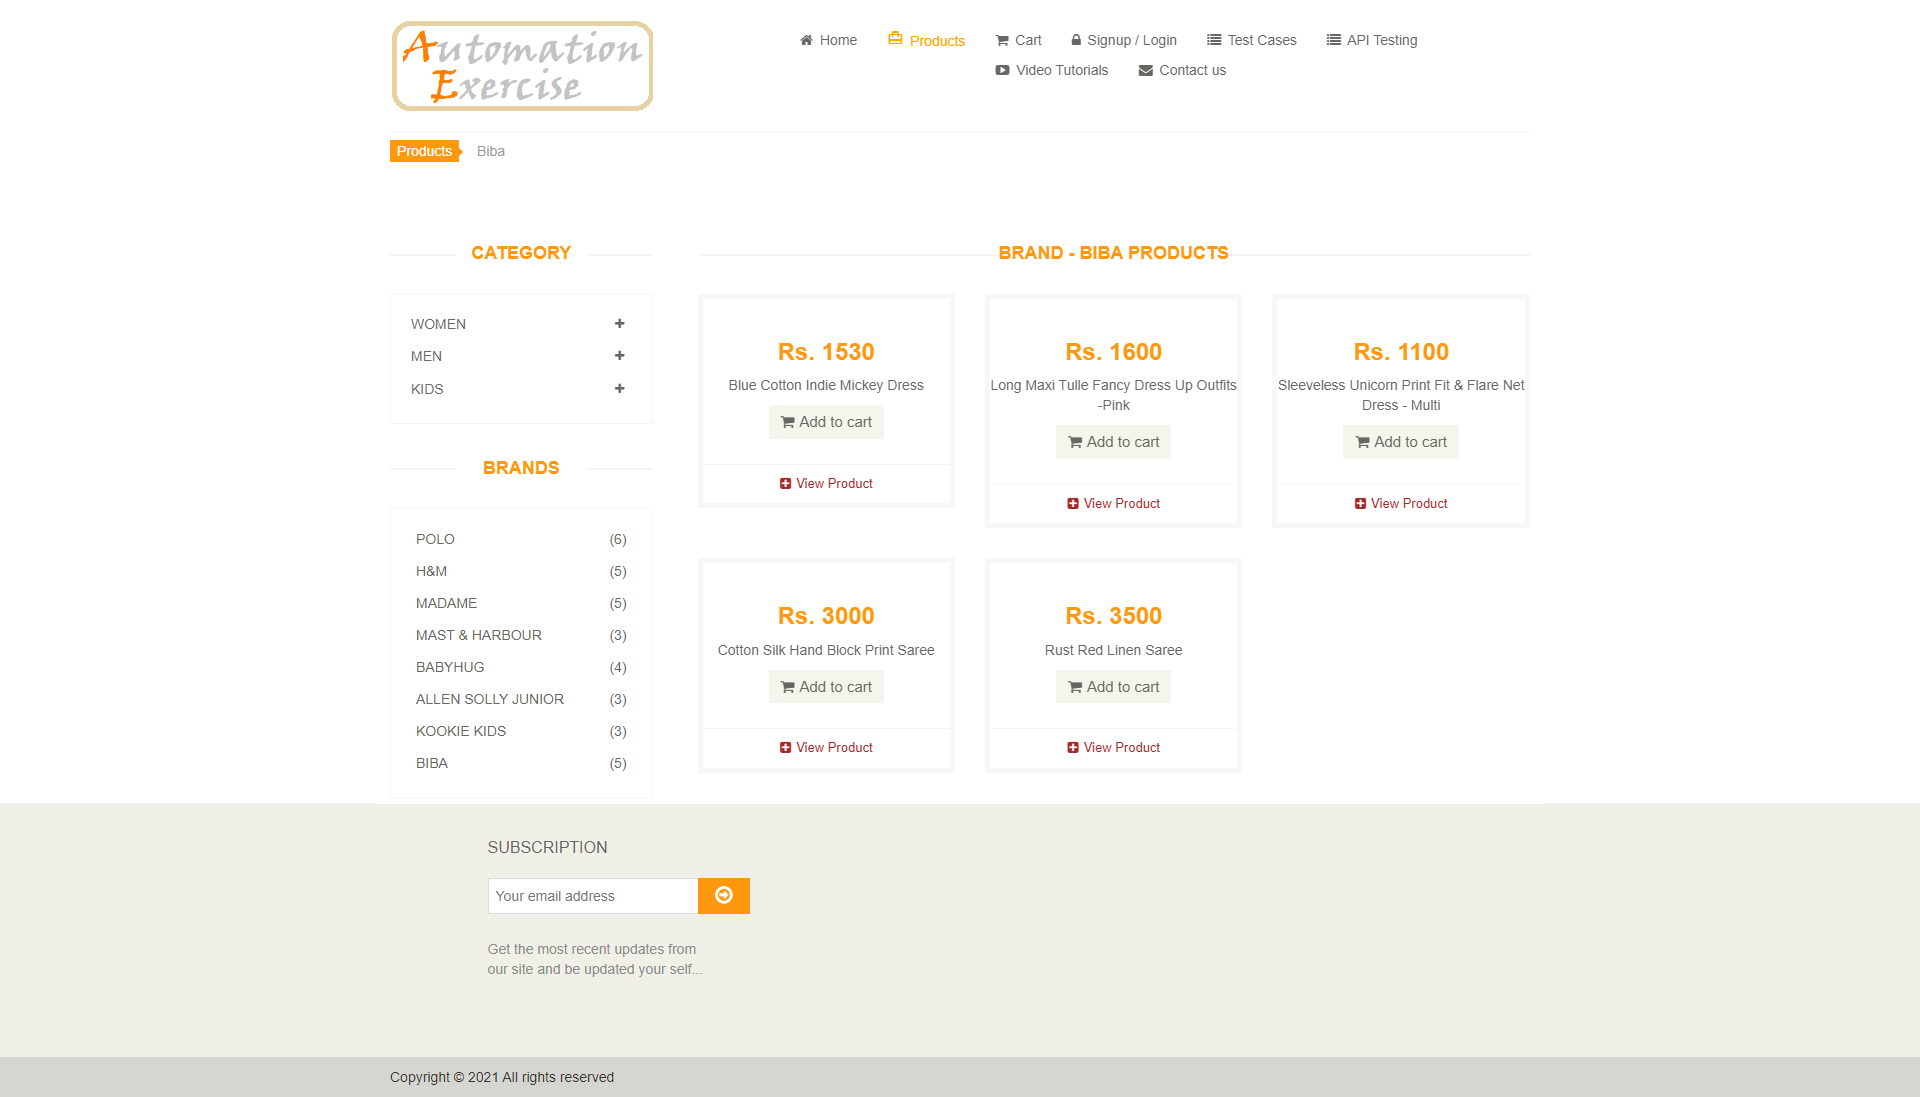 Automation
Exercise
Home
Products
Cart
Signup / Login
Test Cases
API Testing
Video Tutorials
Contact us
Products
Biba
CATEGORY
WOMEN
MEN
KIDS
BRANDS
POLO (6)
H&M (5)
MADAME (5)
MAST & HARBOUR (3)
BABYHUG (4)
ALLEN SOLLY JUNIOR (3)
KOOKIE KIDS (3)
BIBA (5)
BRAND - BIBA PRODUCTS
Rs. 1530
Blue Cotton Indie Mickey Dress
Add to cart
View Product
Rs. 1600
Long Maxi Tulle Fancy Dress Up Outfits
-Pink
Add to cart
View Product
Rs. 1100
Sleeveless Unicorn Print Fit & Flare Net
Dress - Multi
Add to cart
View Product
Rs. 3000
Cotton Silk Hand Block Print Saree
Add to cart
View Product
Rs. 3500
Rust Red Linen Saree
Add to cart
View Product
SUBSCRIPTION
Your email address
Get the most recent updates from
our site and be updated your self...
Copyright © 2021 All rights reserved